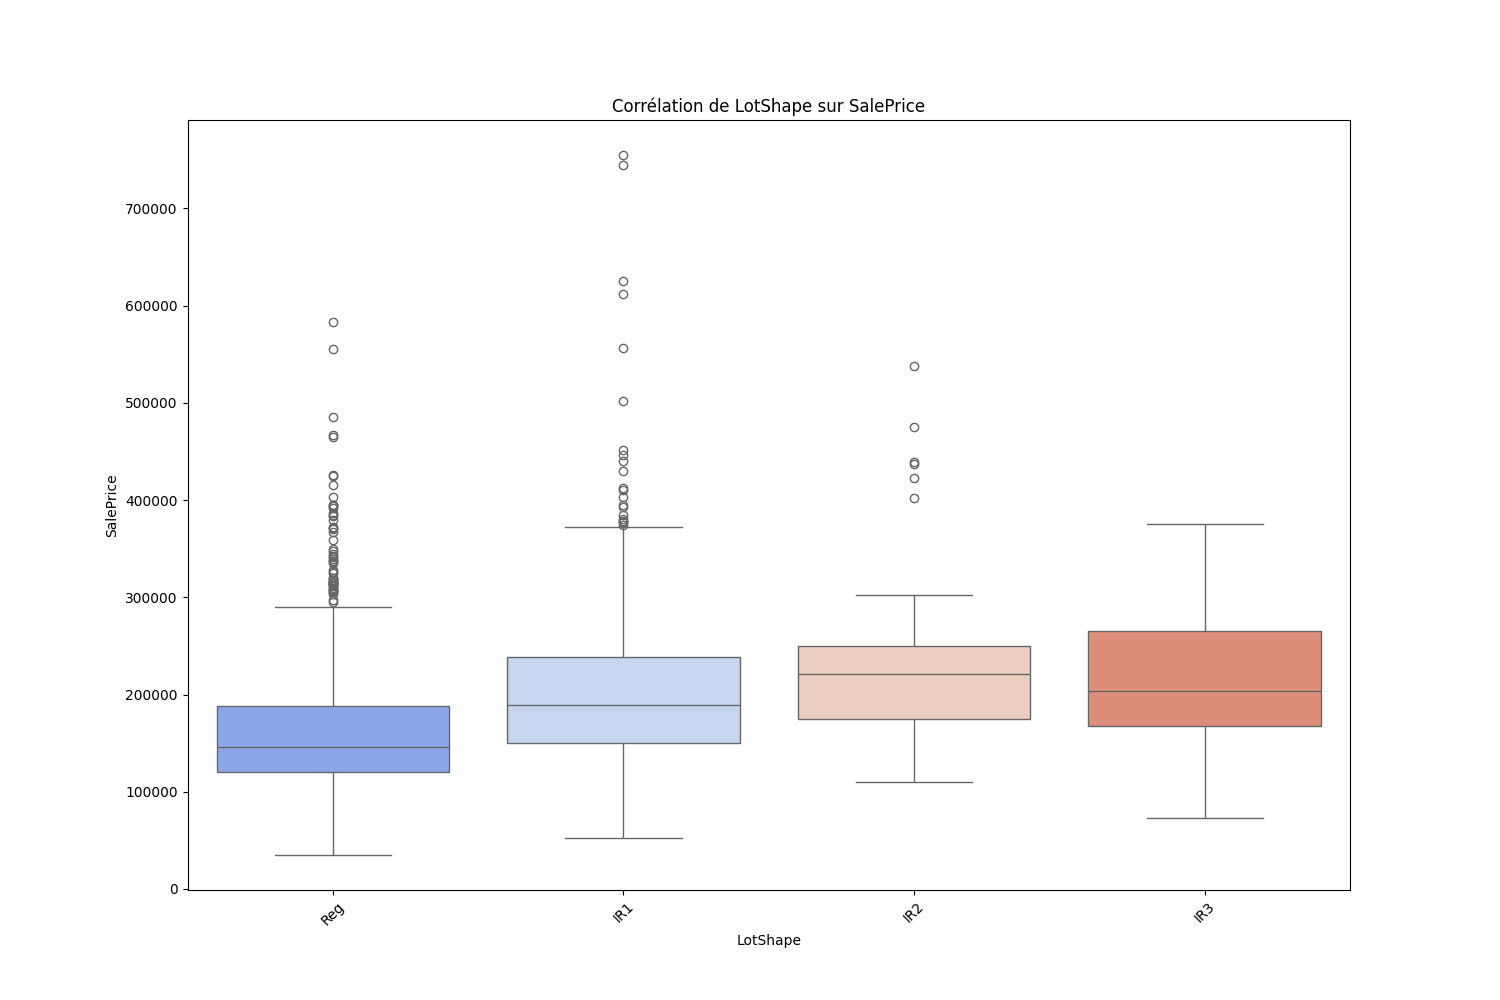 Corrélation de LotShape sur SalePrice
700000
600000
500000
400000
300000
200000
100000
0
SalePrice
Reg
IR1
IR2
IR3
LotShape